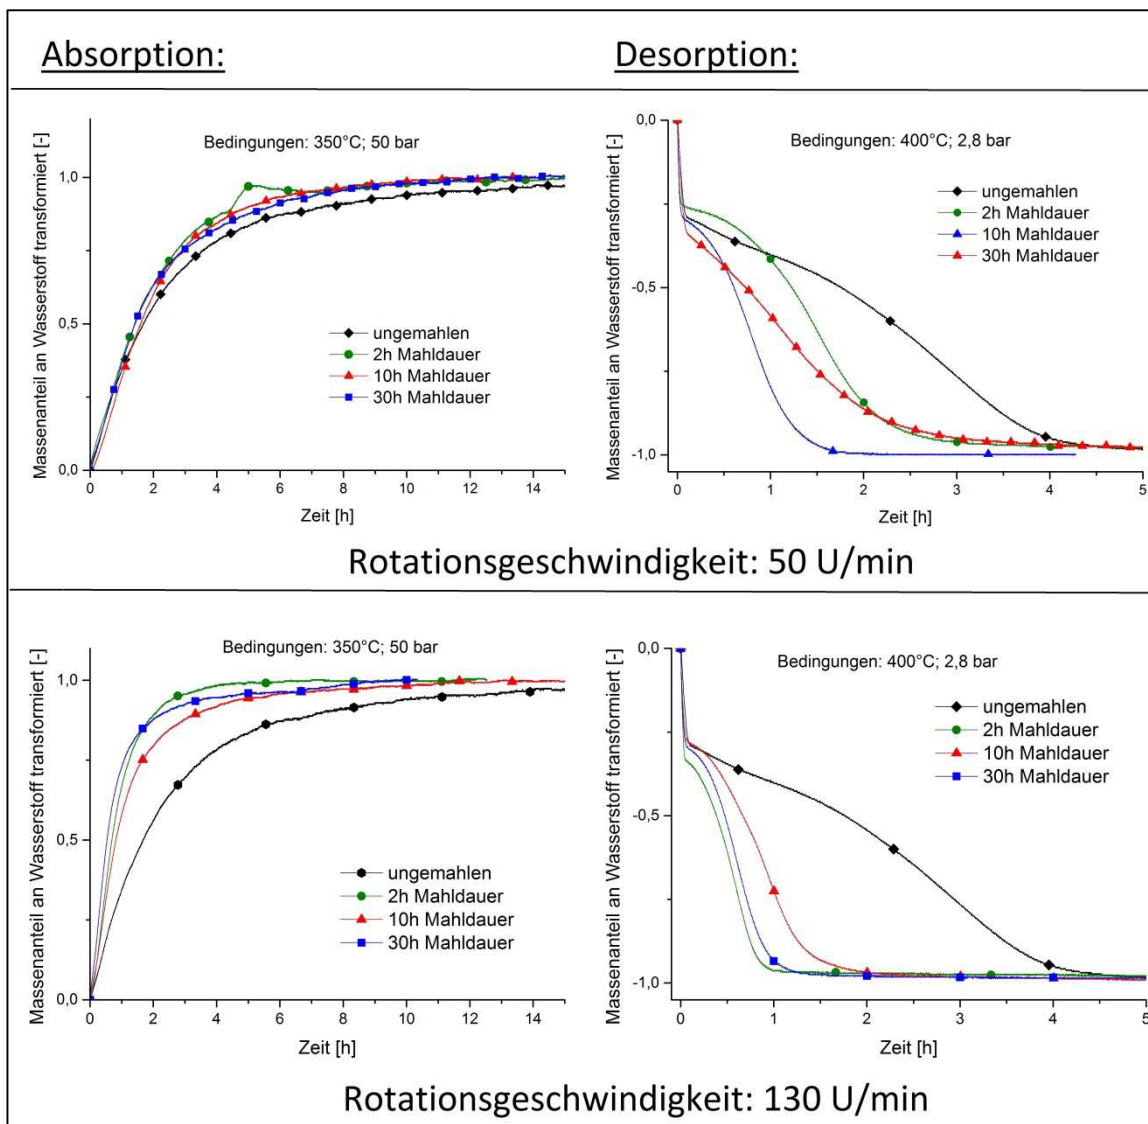 Absorption:
Desorption:
Bedingungen: 350°C; 50 bar
Massenanteil an Wasserstoff transformiert [-]
1,0
0,5
0,0
ungemahlen
2h Mahldauer
10h Mahldauer
30h Mahldauer
0 2 4 6 8 10 12 14
Zeit [h]
Bedingungen: 400°C; 2,8 bar
Massenanteil an Wasserstoff transformiert [-]
0,0
-0,5
-1,0
ungemahlen
2h Mahldauer
10h Mahldauer
30h Mahldauer
0 1 2 3 4 5
Zeit [h]
Rotationsgeschwindigkeit: 50 U/min
Bedingungen: 350°C; 50 bar
Massenanteil an Wasserstoff transformiert [-]
1,0
0,5
0,0
ungemahlen
2h Mahldauer
10h Mahldauer
30h Mahldauer
0 2 4 6 8 10 12 14
Zeit [h]
Bedingungen: 400°C; 2,8 bar
Massenanteil an Wasserstoff transformiert [-]
0,0
-0,5
-1,0
ungemahlen
2h Mahldauer
10h Mahldauer
30h Mahldauer
0 1 2 3 4 5
Zeit [h]
Rotationsgeschwindigkeit: 130 U/min